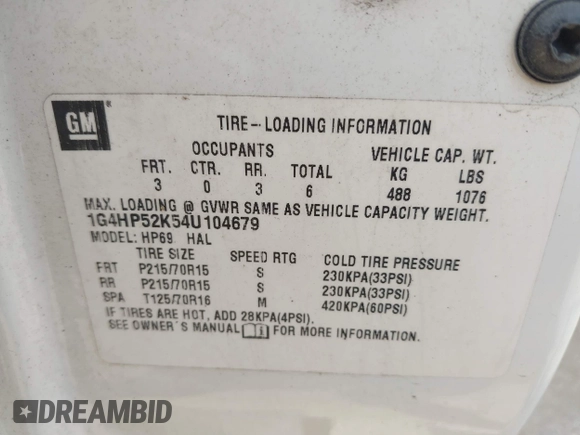 GM ®
TIRE-LOADING INFORMATION
OCCUPANTS VEHICLE CAP. WT.
FRT. CTR. RR. TOTAL KG LBS
3 0 3 6 488 1076
MAX. LOADING @ GVWR SAME AS VEHICLE CAPACITY WEIGHT.
1G4HP52K54U104679
MODEL: HP69 HAL
TIRE SIZE SPEED RTG COLD TIRE PRESSURE
FRT P215/70R15 S 230KPA(33PSI)
RR P215/70R15 S 230KPA(33PSI)
SPA T125/70R16 M 420KPA(60PSI)
IF TIRES ARE HOT, ADD 28KPA(4PSI).
SEE OWNER'S MANUAL i FOR MORE INFORMATION.
DREAMBID